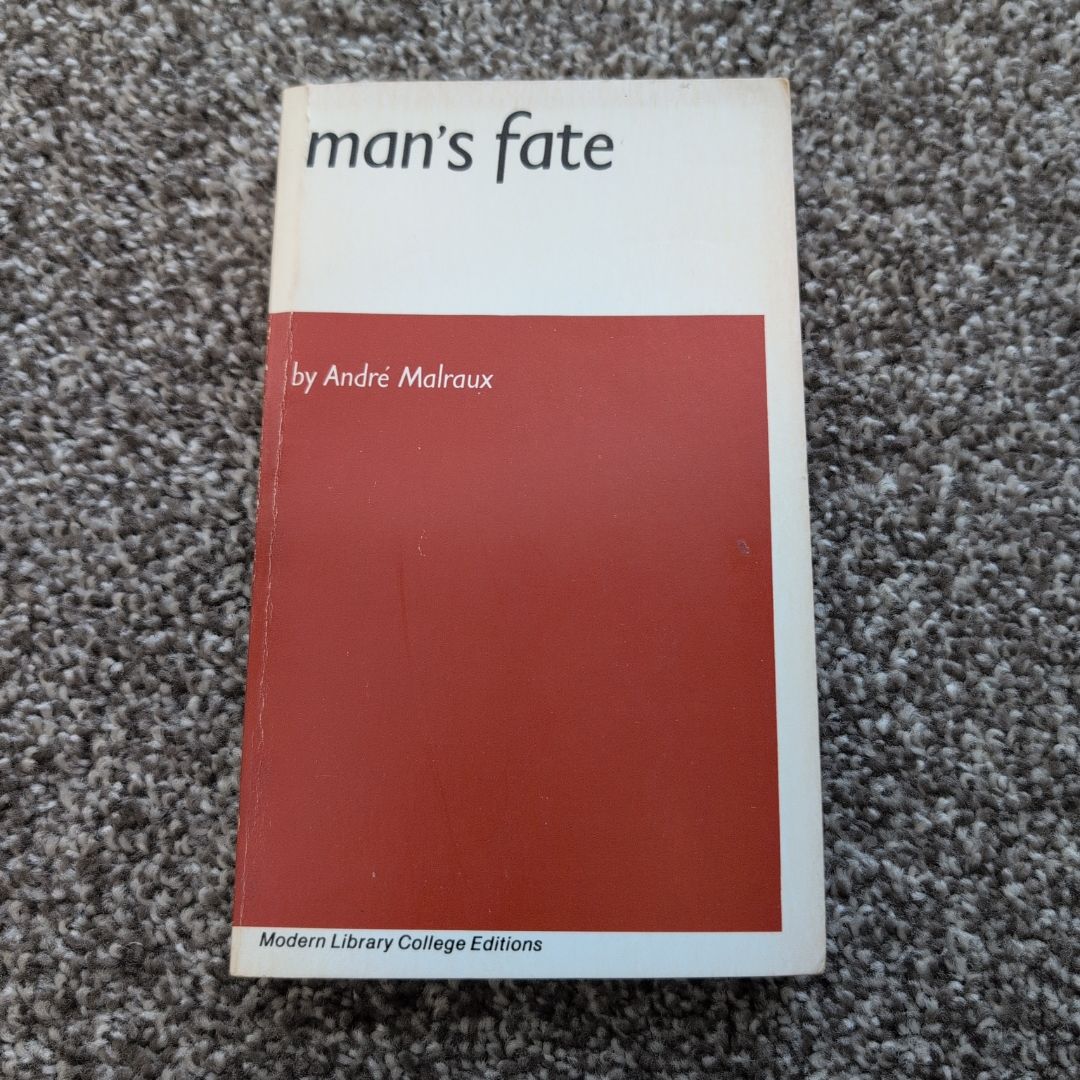 man's fate
by André Malraux
Modern Library College Editions